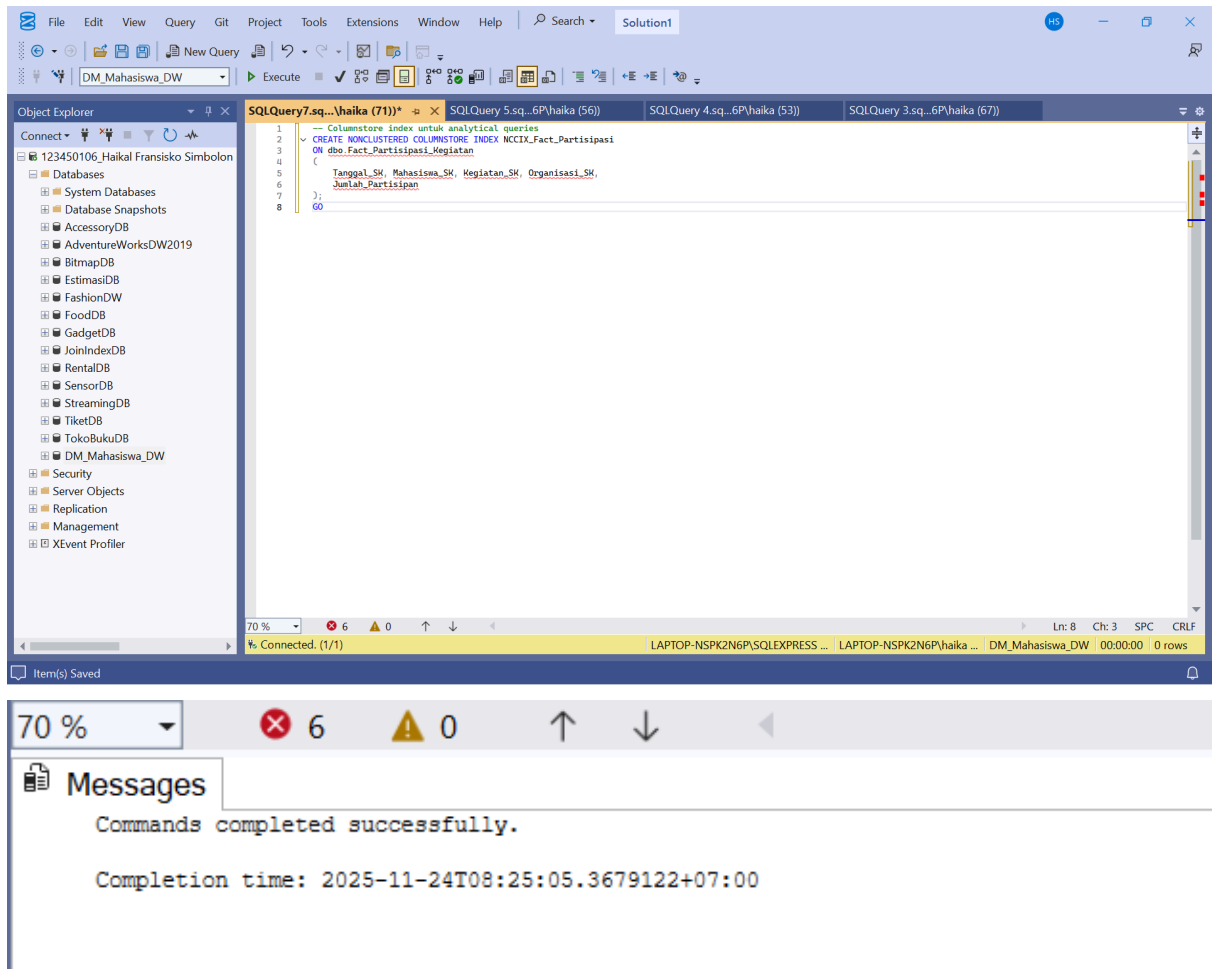 File Edit View Query Git Project Tools Extensions Window Help Search Solution1 HS
New Query
DM_Mahasiswa_DW Execute
Object Explorer
Connect
123450106_Haikal Fransisko Simbolon
Databases
System Databases
Database Snapshots
AccessoryDB
AdventureWorksDW2019
BitmapDB
EstimasiDB
FashionDW
FoodDB
GadgetDB
JoinIndexDB
RentalDB
SensorDB
StreamingDB
TiketDB
TokoBukuDB
DM_Mahasiswa_DW
Security
Server Objects
Replication
Management
XEvent Profiler
SQLQuery7.sq...\haika (71))* SQLQuery 5.sq...6P\haika (56)) SQLQuery 4.sq...6P\haika (53)) SQLQuery 3.sq...6P\haika (67))
1 -- Columnstore index untuk analytical queries
2 CREATE NONCLUSTERED COLUMNSTORE INDEX NCCIX_Fact_Partisipasi
3 ON dbo.Fact_Partisipasi_Kegiatan
4 (
5 Tanggal_SK, Mahasiswa_SK, Kegiatan_SK, Organisasi_SK,
6 Jumlah_Partisipan
7 );
8 GO
70 % 6 0 Ln: 8 Ch: 3 SPC CRLF
Connected. (1/1) LAPTOP-NSPK2N6P\SQLEXPRESS ... LAPTOP-NSPK2N6P\haika ... DM_Mahasiswa_DW 00:00:00 0 rows
Item(s) Saved
70 % 6 0
Messages
Commands completed successfully.
Completion time: 2025-11-24T08:25:05.3679122+07:00